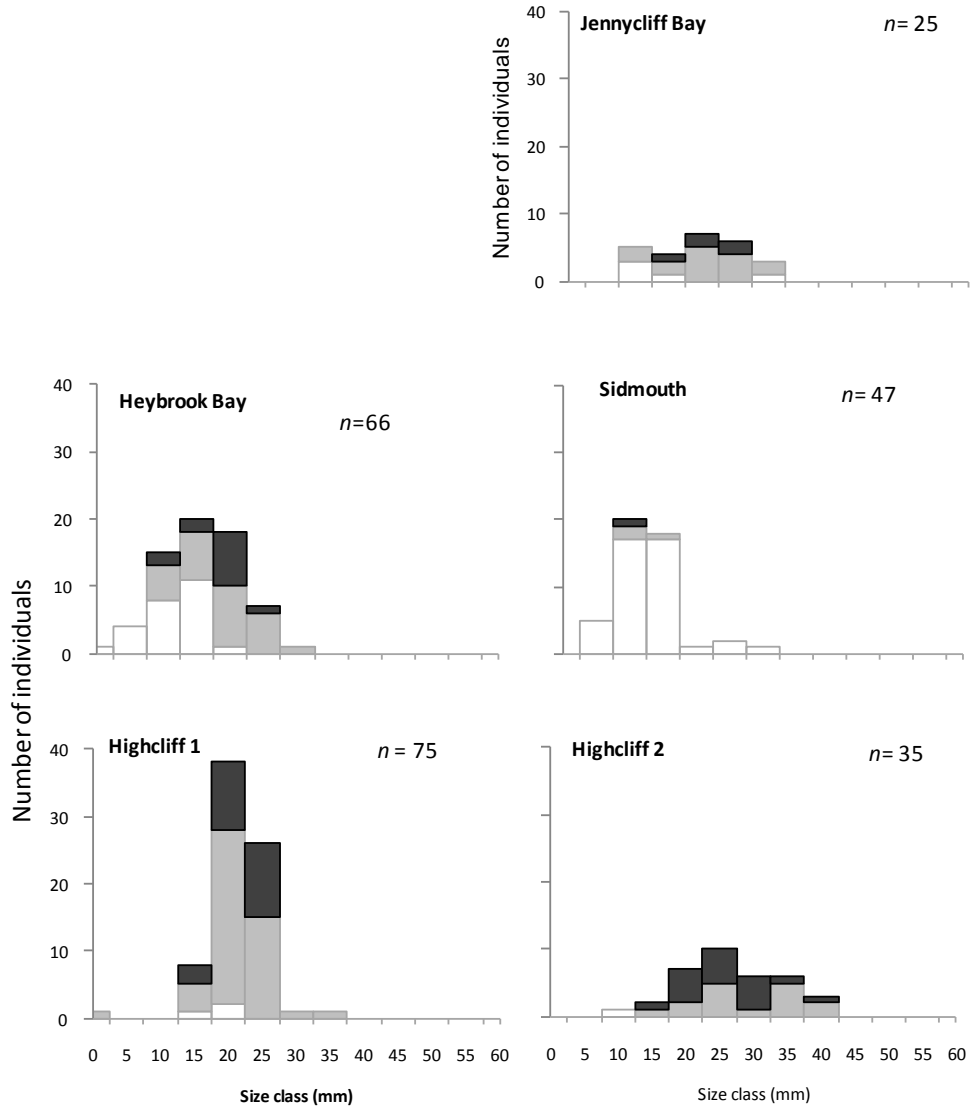 Jennycliff Bay
n= 25
Number of individuals
40
30
20
10
0
Heybrook Bay
n=66
40
30
20
10
0
Sidmouth
n= 47
Number of individuals
Highcliff 1
n = 75
40
30
20
10
0
0 5 10 15 20 25 30 35 40 45 50 55 60
Size class (mm)
Highcliff 2
n= 35
0 5 10 15 20 25 30 35 40 45 50 55 60
Size class (mm)